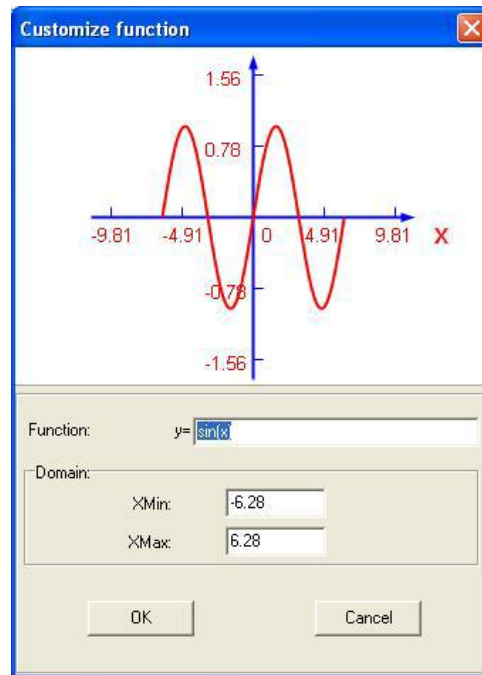 Customize function
1.56
0.78
-9.81 -4.91 0 4.91 9.81 X
-0.78
-1.56
Function: y= sin(x)
Domain:
XMin: -6.28
XMax: 6.28
OK Cancel